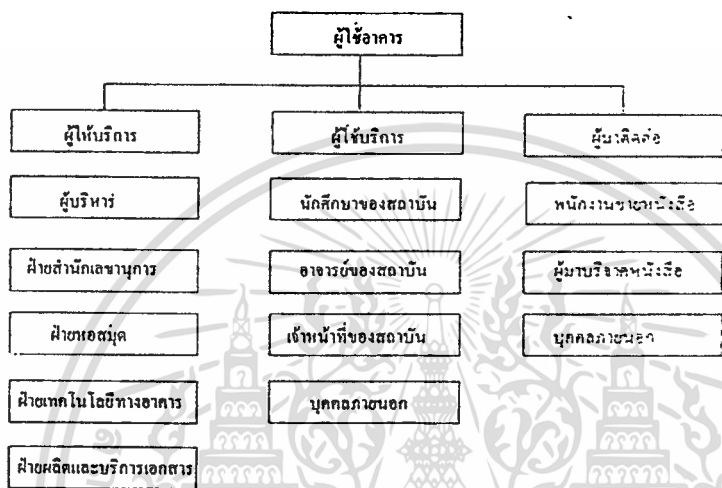 ผู้ใช้อาคาร
ผู้ให้บริการ
ผู้ใช้บริการ
ผู้มาติดต่อ
ผู้บริหาร
นักศึกษาของสถาบัน
พนักงานขายหนังสือ
ฝ่ายสำนักเลขานุการ
อาจารย์ของสถาบัน
ผู้มาบริจาคหนังสือ
ฝ่ายหอสมุด
เจ้าหน้าที่ของสถาบัน
บุคคลภายนอก
ฝ่ายเทคโนโลยีทางอาคาร
บุคคลภายนอก
ฝ่ายผลิตและบริการเอกสาร